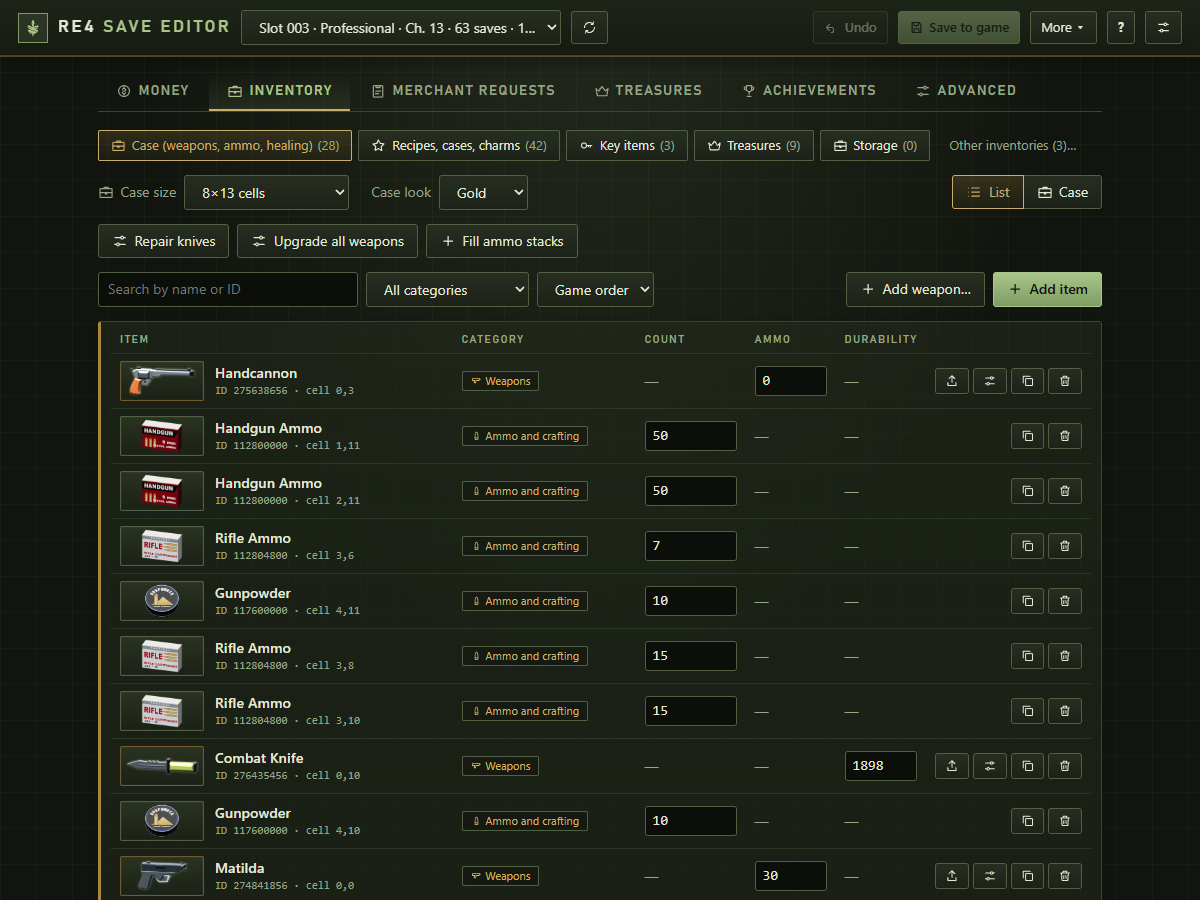 RE4 SAVE EDITOR
Slot 003 · Professional · Ch. 13 · 63 saves · 1...
Undo
Save to game
More
?
MONEY
INVENTORY
MERCHANT REQUESTS
TREASURES
ACHIEVEMENTS
ADVANCED
Case (weapons, ammo, healing) (28)
Recipes, cases, charms (42)
Key items (3)
Treasures (9)
Storage (0)
Other inventories (3)...
Case size
8×13 cells
Case look
Gold
List
Case
Repair knives
Upgrade all weapons
Fill ammo stacks
Search by name or ID
All categories
Game order
Add weapon...
Add item
ITEM CATEGORY COUNT AMMO DURABILITY
Handcannon
ID 275638656 · cell 0,3
Weapons
—
0
—
HANDGUN
Handgun Ammo
ID 112800000 · cell 1,11
Ammo and crafting
50
—
—
HANDGUN
Handgun Ammo
ID 112800000 · cell 2,11
Ammo and crafting
50
—
—
RIFLE
Rifle Ammo
ID 112804800 · cell 3,6
Ammo and crafting
7
—
—
Gunpowder
ID 117600000 · cell 4,11
Ammo and crafting
10
—
—
RIFLE
Rifle Ammo
ID 112804800 · cell 3,8
Ammo and crafting
15
—
—
RIFLE
Rifle Ammo
ID 112804800 · cell 3,10
Ammo and crafting
15
—
—
Combat Knife
ID 276435456 · cell 0,10
Weapons
—
—
1898
Gunpowder
ID 117600000 · cell 4,10
Ammo and crafting
10
—
—
Matilda
ID 274841856 · cell 0,0
Weapons
—
30
—